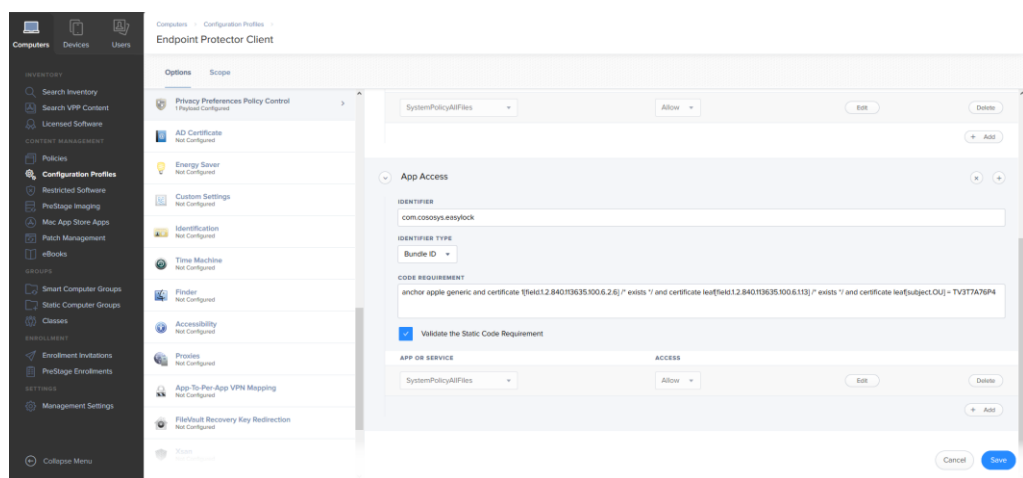 Computers
Devices
Users
INVENTORY
Search Inventory
Search VPP Content
Licensed Software
CONTENT MANAGEMENT
Policies
Configuration Profiles
Restricted Software
PreStage Imaging
Mac App Store Apps
Patch Management
eBooks
GROUPS
Smart Computer Groups
Static Computer Groups
Classes
ENROLLMENT
Enrollment Invitations
PreStage Enrollments
SETTINGS
Management Settings
Collapse Menu
Computers / Configuration Profiles /
Endpoint Protector Client
Options Scope
Privacy Preferences Policy Control
1 Payload Configured
AD Certificate
Not Configured
Energy Saver
Not Configured
Custom Settings
Not Configured
Identification
Not Configured
Time Machine
Not Configured
Finder
Not Configured
Accessibility
Not Configured
Proxies
Not Configured
App-To-Per-App VPN Mapping
Not Configured
FileVault Recovery Key Redirection
Not Configured
Xsan
SystemPolicyAllFiles Allow Edit Delete
+ Add
App Access
IDENTIFIER
com.cososys.easylock
IDENTIFIER TYPE
Bundle ID
CODE REQUIREMENT
anchor apple generic and certificate 1[field.1.2.840.113635.100.6.2.6] /* exists */ and certificate leaf[field.1.2.840.113635.100.6.1.13] /* exists */ and certificate leaf[subject.OU] = TV3T7A76P4
Validate the Static Code Requirement
APP OR SERVICE ACCESS
SystemPolicyAllFiles Allow Edit Delete
+ Add
Cancel Save